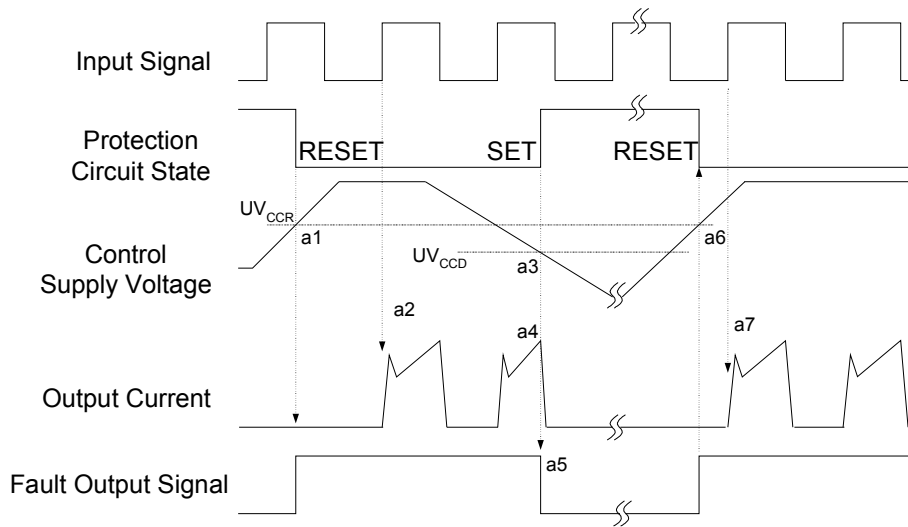 Input Signal
Protection
Circuit State
RESET
SET
RESET
UV_CCR
a1
a6
Control
Supply Voltage
UV_CCD
a3
a2
a4
a7
Output Current
a5
Fault Output Signal